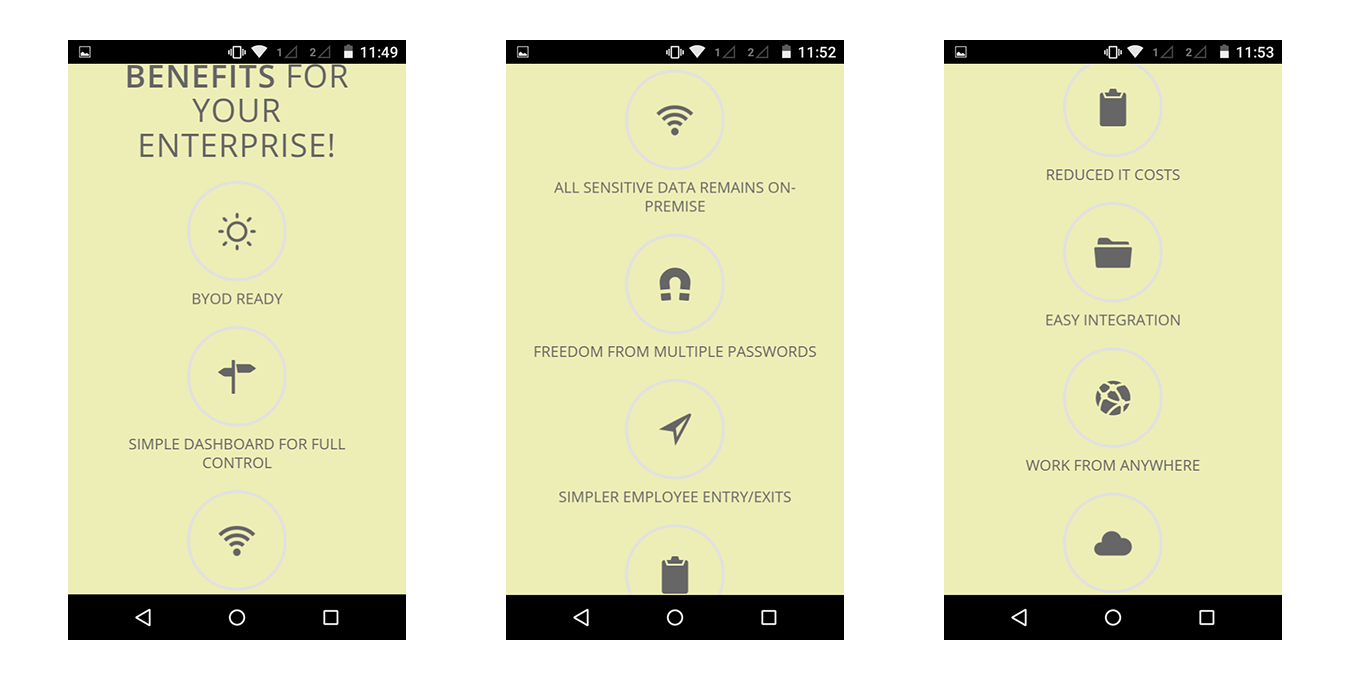 1 2 11:49
BENEFITS FOR
YOUR
ENTERPRISE!
BYOD READY
SIMPLE DASHBOARD FOR FULL
CONTROL
1 2 11:52
ALL SENSITIVE DATA REMAINS ON-
PREMISE
FREEDOM FROM MULTIPLE PASSWORDS
SIMPLER EMPLOYEE ENTRY/EXITS
1 2 11:53
REDUCED IT COSTS
EASY INTEGRATION
WORK FROM ANYWHERE